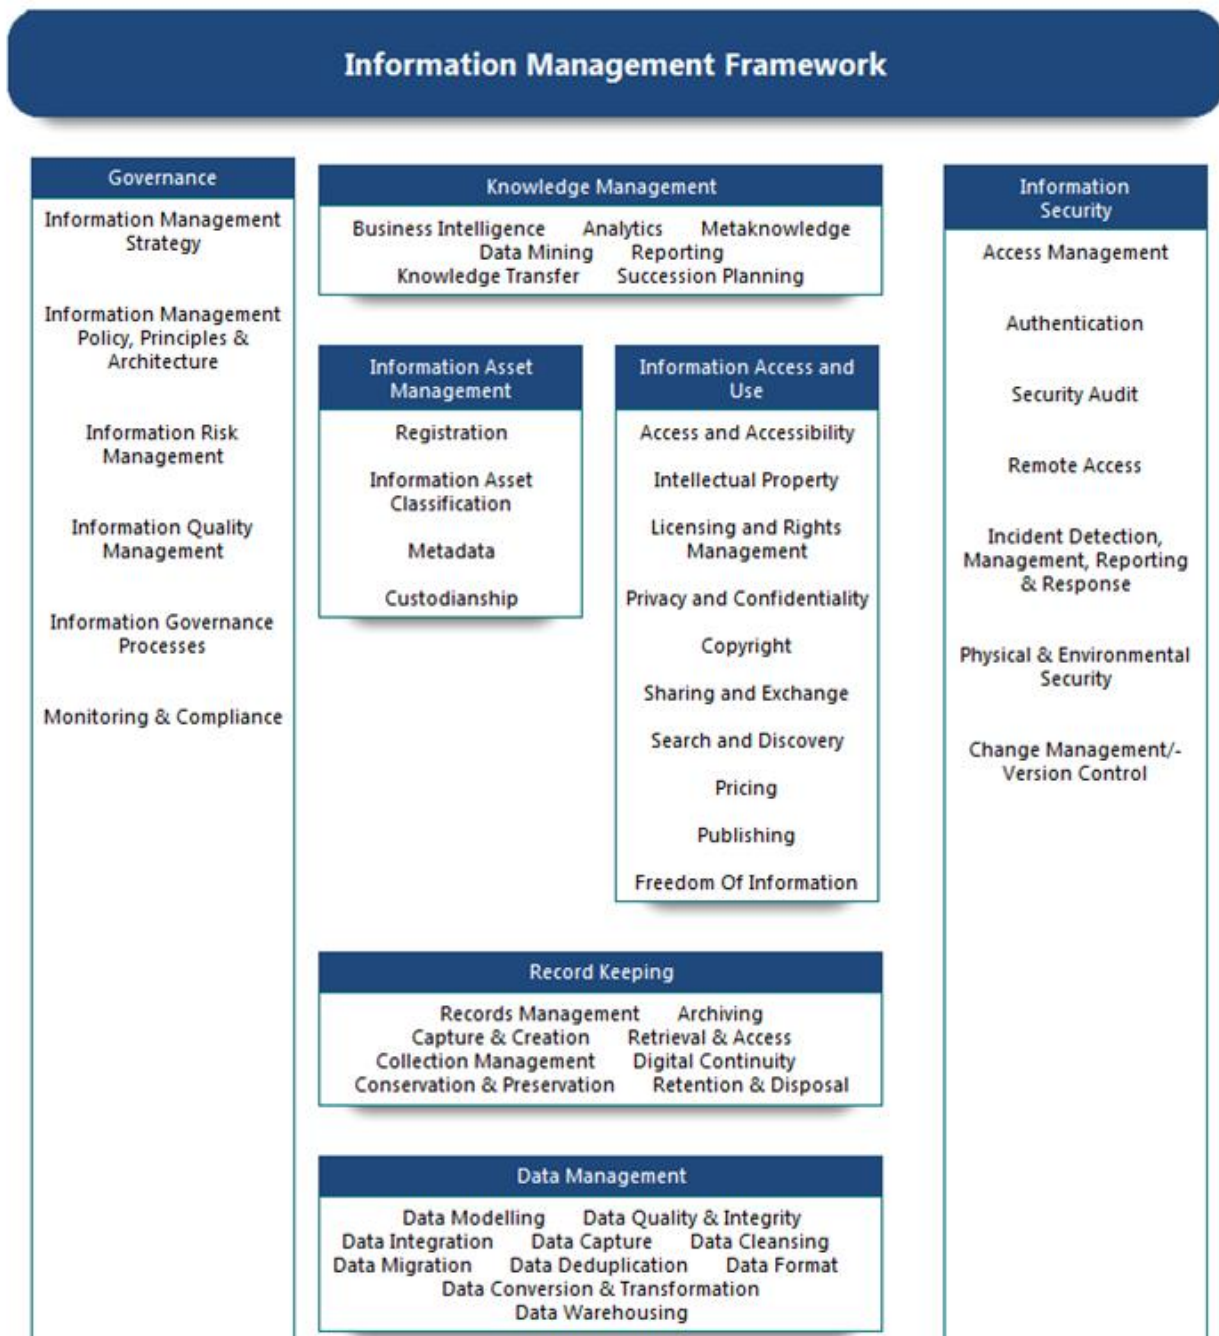 Information Management Framework
Governance
Information Management
Strategy
Information Management
Policy, Principles &
Architecture
Information Risk
Management
Information Quality
Management
Information Governance
Processes
Monitoring & Compliance
Knowledge Management
Business Intelligence Analytics Metaknowledge
Data Mining Reporting
Knowledge Transfer Succession Planning
Information Asset
Management
Registration
Information Asset
Classification
Metadata
Custodianship
Information Access and
Use
Access and Accessibility
Intellectual Property
Licensing and Rights
Management
Privacy and Confidentiality
Copyright
Sharing and Exchange
Search and Discovery
Pricing
Publishing
Freedom Of Information
Record Keeping
Records Management Archiving
Capture & Creation Retrieval & Access
Collection Management Digital Continuity
Conservation & Preservation Retention & Disposal
Data Management
Data Modelling Data Quality & Integrity
Data Integration Data Capture Data Cleansing
Data Migration Data Deduplication Data Format
Data Conversion & Transformation
Data Warehousing
Information
Security
Access Management
Authentication
Security Audit
Remote Access
Incident Detection,
Management, Reporting
& Response
Physical & Environmental
Security
Change Management/-
Version Control